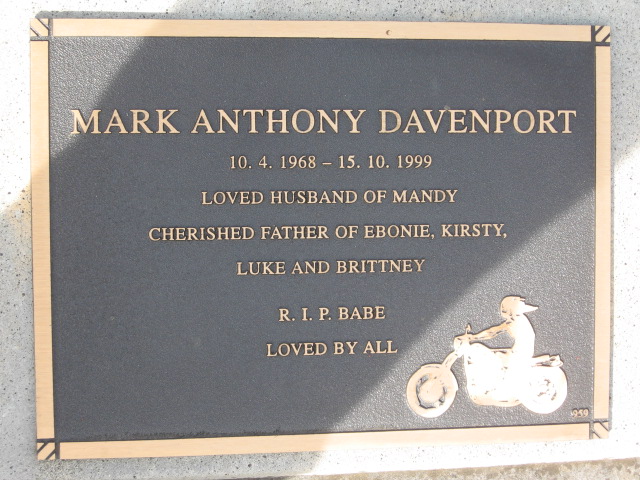 MARK ANTHONY DAVENPORT
10. 4. 1968 – 15. 10. 1999
LOVED HUSBAND OF MANDY
CHERISHED FATHER OF EBONIE, KIRSTY,
LUKE AND BRITTNEY
R. I. P. BABE
LOVED BY ALL
1959